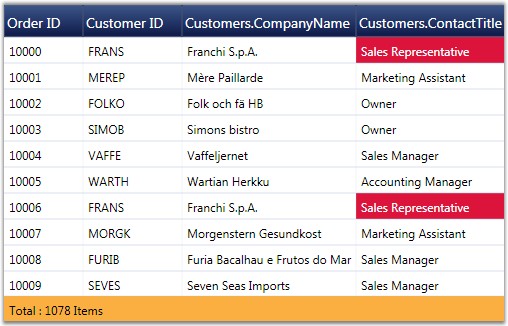 Order ID Customer ID Customers.CompanyName Customers.ContactTitle
10000 FRANS Franchi S.p.A. Sales Representative
10001 MEREP Mère Paillarde Marketing Assistant
10002 FOLKO Folk och fä HB Owner
10003 SIMOB Simons bistro Owner
10004 VAFFE Vaffeljernet Sales Manager
10005 WARTH Wartian Herkku Accounting Manager
10006 FRANS Franchi S.p.A. Sales Representative
10007 MORGK Morgenstern Gesundkost Marketing Assistant
10008 FURIB Furia Bacalhau e Frutos do Mar Sales Manager
10009 SEVES Seven Seas Imports Sales Manager
Total : 1078 Items